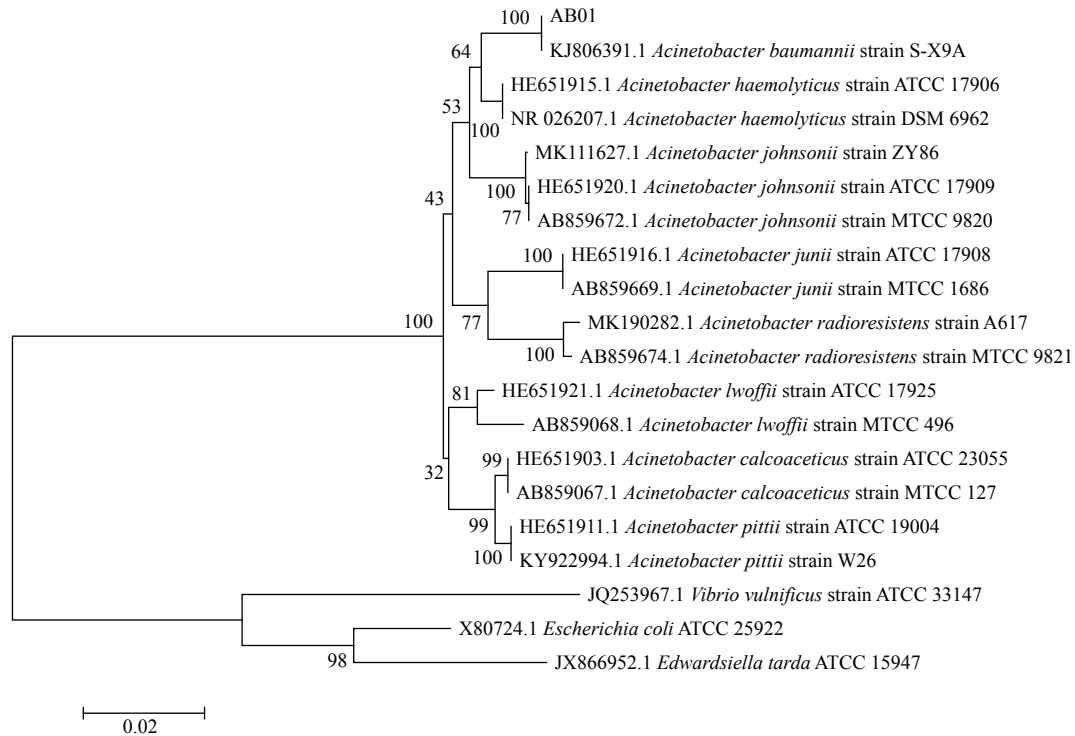 100 AB01
64 KJ806391.1 Acinetobacter baumannii strain S-X9A
HE651915.1 Acinetobacter haemolyticus strain ATCC 17906
53
100 NR 026207.1 Acinetobacter haemolyticus strain DSM 6962
MK111627.1 Acinetobacter johnsonii strain ZY86
100 HE651920.1 Acinetobacter johnsonii strain ATCC 17909
43
77 AB859672.1 Acinetobacter johnsonii strain MTCC 9820
100 HE651916.1 Acinetobacter junii strain ATCC 17908
AB859669.1 Acinetobacter junii strain MTCC 1686
100 77 MK190282.1 Acinetobacter radioresistens strain A617
100 AB859674.1 Acinetobacter radioresistens strain MTCC 9821
81 HE651921.1 Acinetobacter lwoffii strain ATCC 17925
AB859068.1 Acinetobacter lwoffii strain MTCC 496
99 HE651903.1 Acinetobacter calcoaceticus strain ATCC 23055
32
AB859067.1 Acinetobacter calcoaceticus strain MTCC 127
99 HE651911.1 Acinetobacter pittii strain ATCC 19004
100 KY922994.1 Acinetobacter pittii strain W26
JQ253967.1 Vibrio vulnificus strain ATCC 33147
X80724.1 Escherichia coli ATCC 25922
98 JX866952.1 Edwardsiella tarda ATCC 15947
0.02